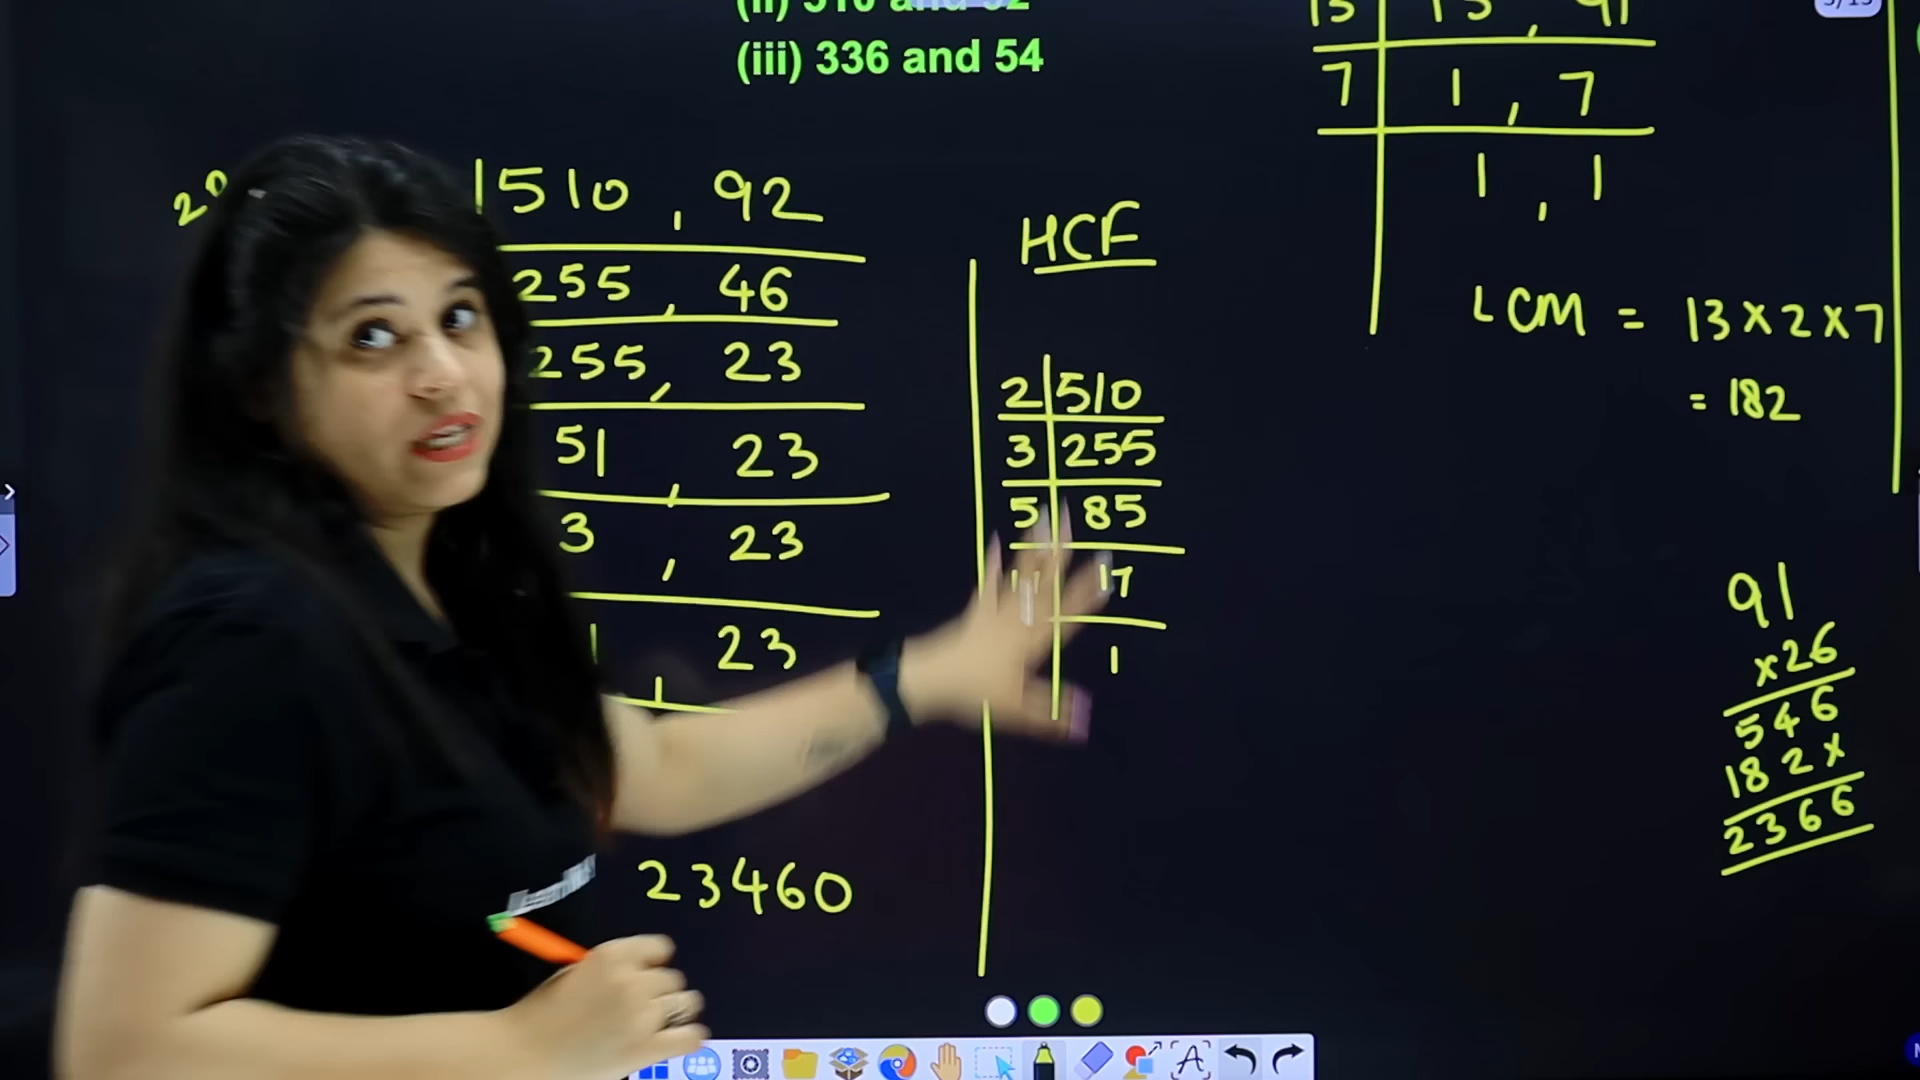 (iii) 336 and 54
510 , 92
255 , 46
255, 23
51 , 23
3 , 23
1 , 23
23460
HCF
2 510
3 255
5 85
17
1
7 1 , 7
1 , 1
LCM = 13 x 2 x 7
= 182
91
x26
546
182x
2366